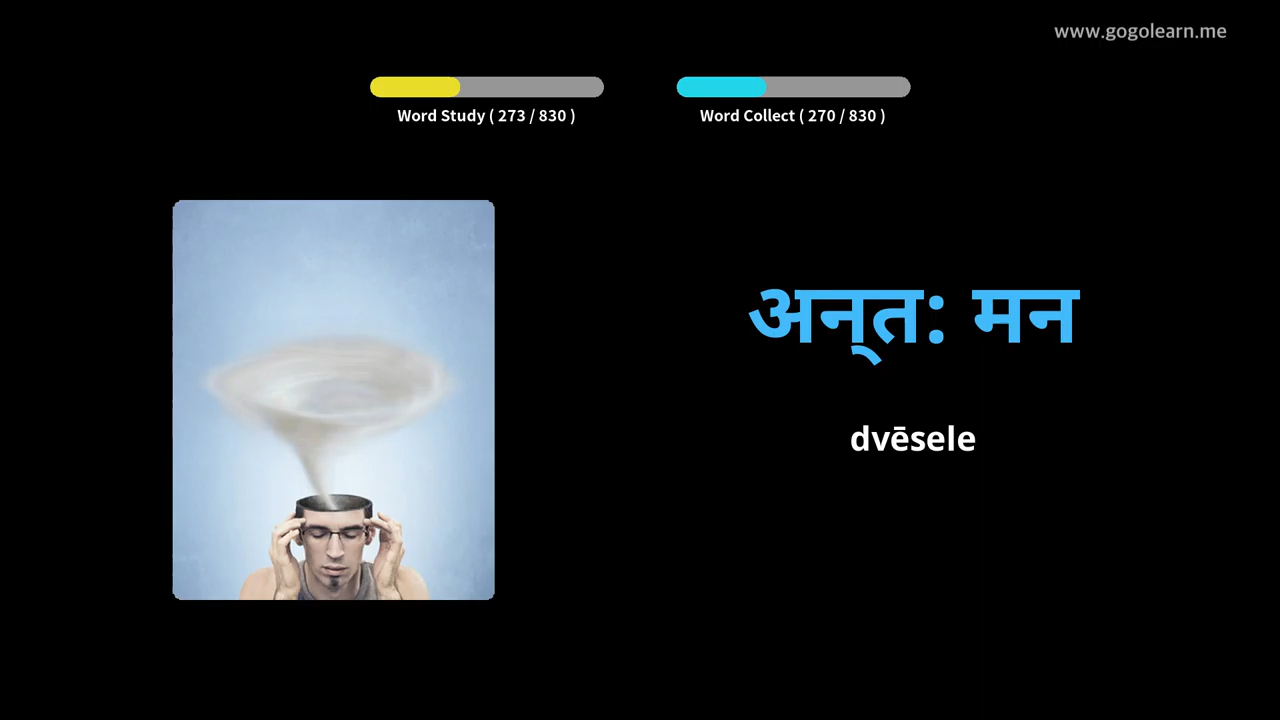 www.gogolearn.me
Word Study ( 273 / 830 )
Word Collect ( 270 / 830 )
अन्‌त: मन
dvēsele